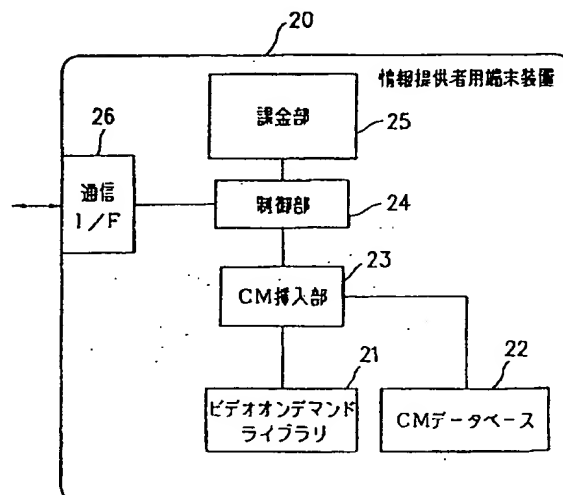 20
情報提供者用端末装置
26
課金部
25
通信
I/F
制御部
24
23
CM挿入部
21
22
ビデオオンデマンド
ライブラリ
CMデータベース